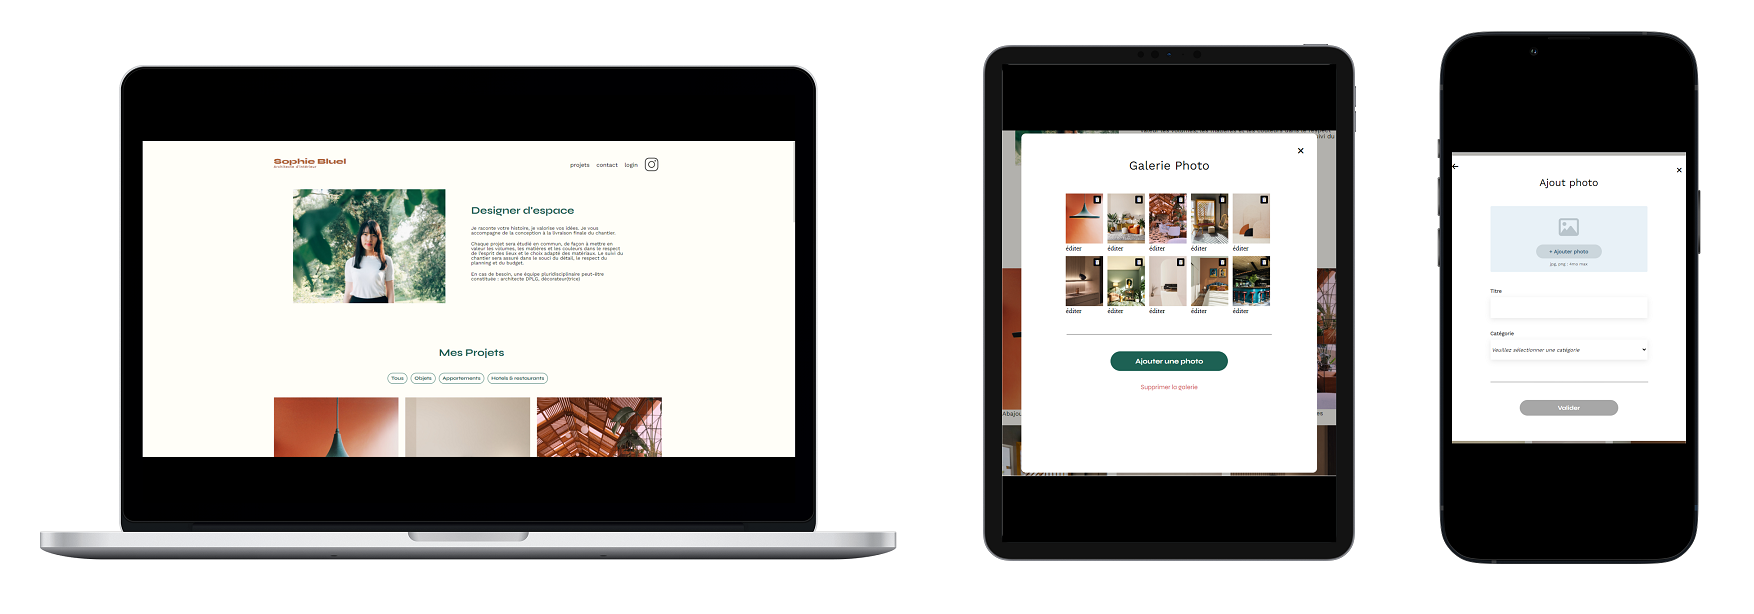 Sophie Bluel
Architecte d'intérieur
projets contact login
Designer d'espace
Je raconte votre histoire, je valorise vos idées. Je vous
accompagne de la conception à la livraison finale du chantier.
Chaque projet sera étudié en commun, de façon à mettre en
valeur les volumes, les matières et les couleurs dans le respect
de l'esprit des lieux et le choix adapté des matériaux. Le suivi du
chantier sera assuré dans le souci du détail, le respect du
planning et du budget.
En cas de besoin, une équipe pluridisciplinaire peut-être
constituée : architecte DPLG, décorateur(trice)
Mes Projets
Tous Objets Appartements Hotels & restaurants
ivi du
Galerie Photo
éditer éditer éditer éditer éditer
éditer éditer éditer éditer éditer
Ajouter une photo
Supprimer la galerie
Abajou
es
Ajout photo
+ Ajouter photo
jpg, png : 4mo max
Titre
Catégorie
Veuillez sélectionner une catégorie
Valider